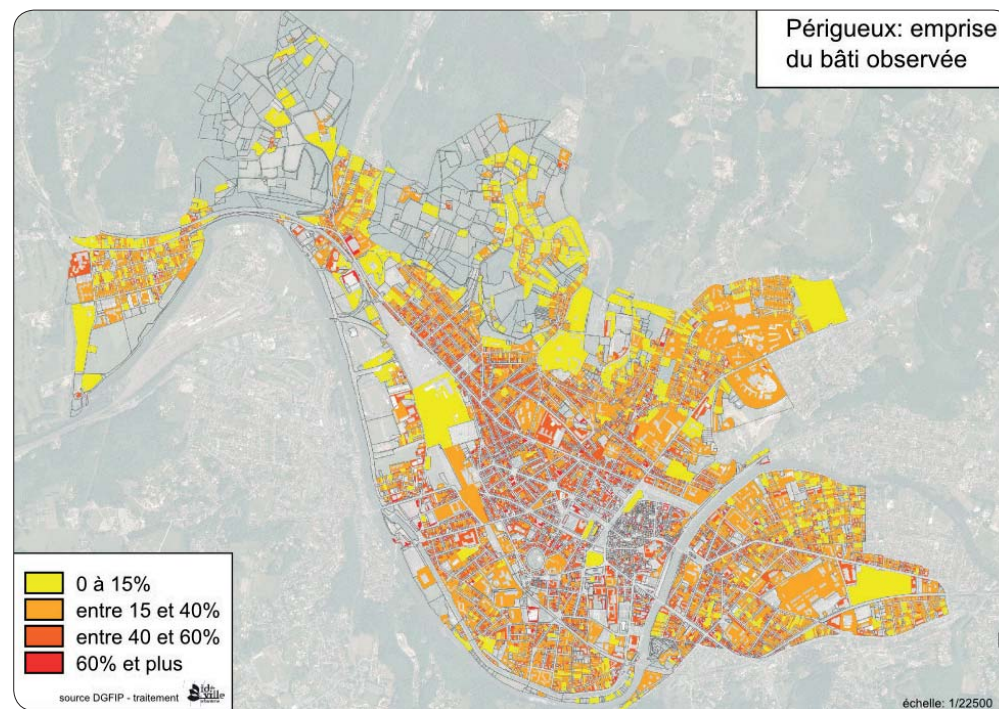 Périgueux: emprise
du bâti observée
0 à 15%
entre 15 et 40%
entre 40 et 60%
60% et plus
source DGFIP - traitement
échelle: 1/22500